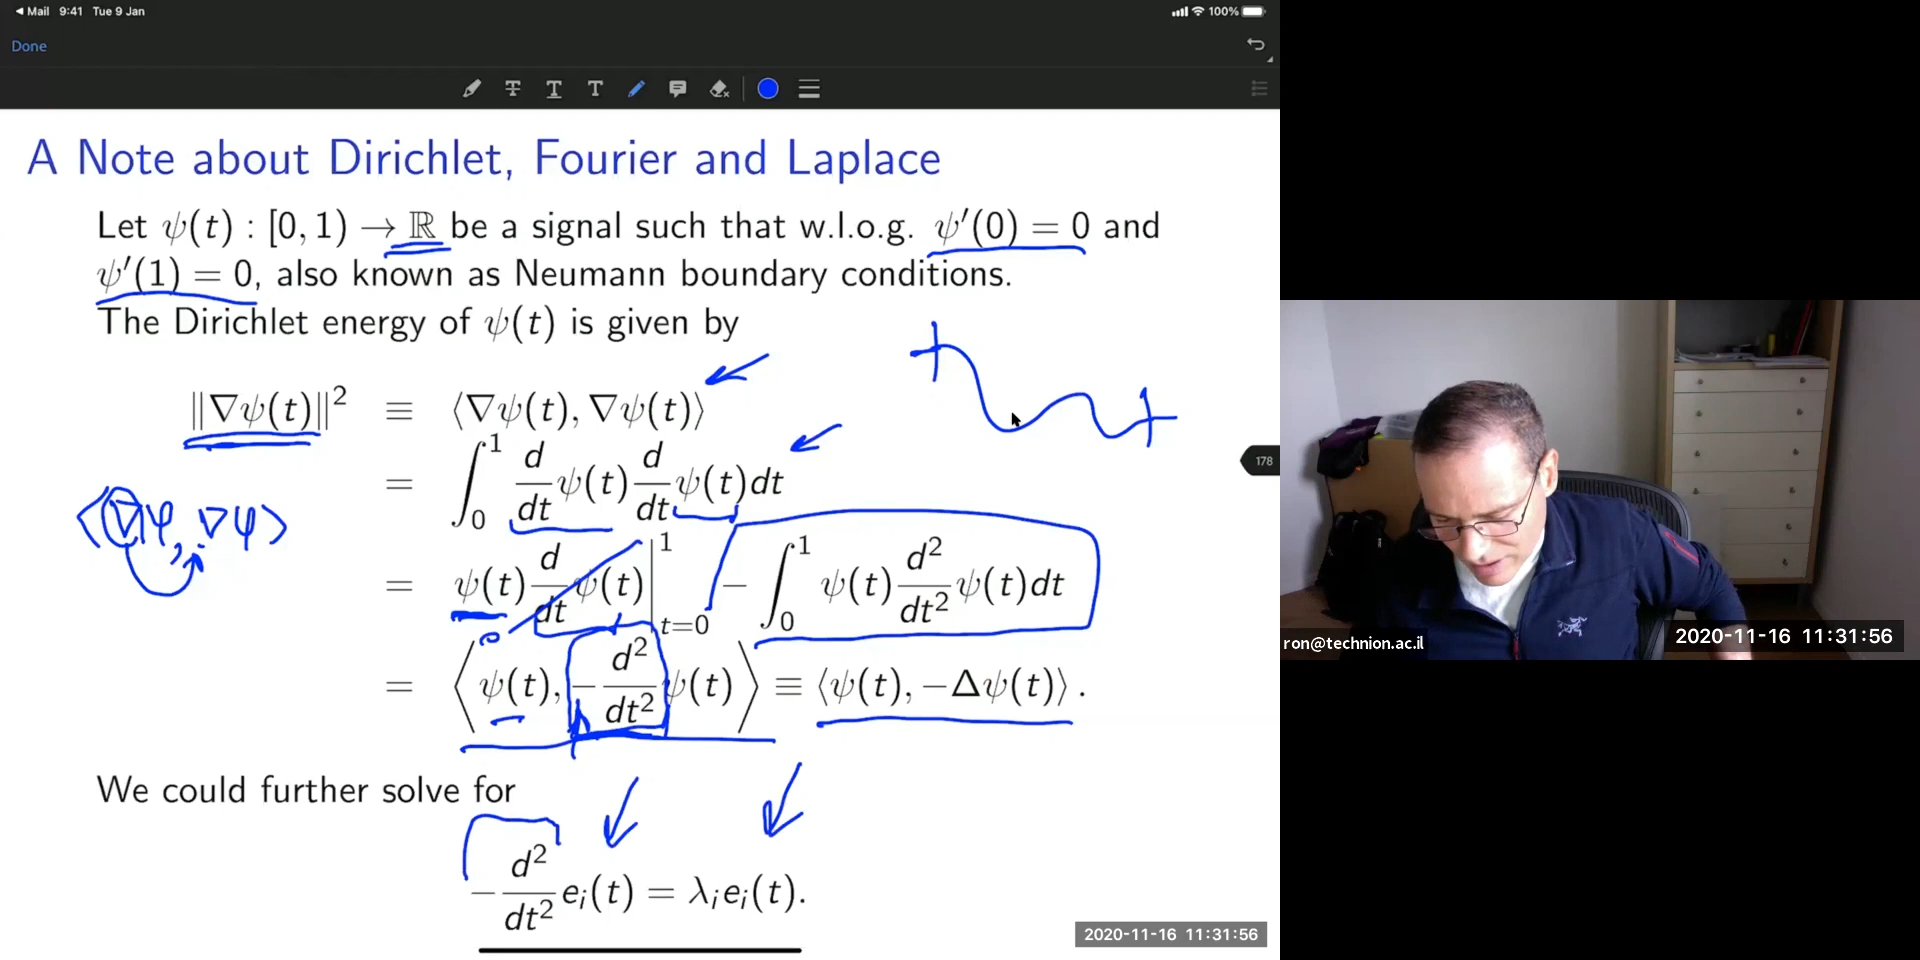 Mail 9:41 Tue 9 Jan 100%
Done
A Note about Dirichlet, Fourier and Laplace
Let ψ(t) : [0, 1) → ℝ be a signal such that w.l.o.g. ψ′(0) = 0 and
ψ′(1) = 0, also known as Neumann boundary conditions.
The Dirichlet energy of ψ(t) is given by
‖∇ψ(t)‖² ≡ ⟨∇ψ(t), ∇ψ(t)⟩
= ∫₀¹ d/dt ψ(t) d/dt ψ(t)dt
178
⟨∇ψ, ∇ψ⟩
= ψ(t) d/dt ψ(t) |¹ t=0 − ∫₀¹ ψ(t) d²/dt² ψ(t)dt
0
= ⟨ψ(t), − d²/dt² ψ(t)⟩ ≡ ⟨ψ(t), −Δψ(t)⟩ .
We could further solve for
− d²/dt² eᵢ(t) = λᵢeᵢ(t).
2020-11-16 11:31:56
ron@technion.ac.il
2020-11-16 11:31:56